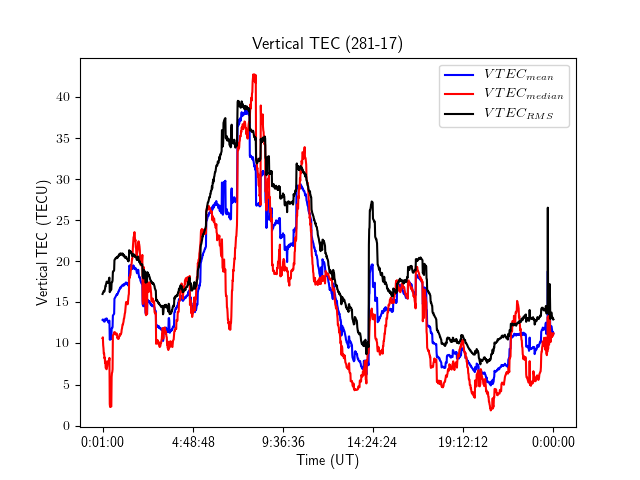 Vertical TEC (281-17)
VTEC_mean
VTEC_median
VTEC_RMS
Vertical TEC (TECU)
40
35
30
25
20
15
10
5
0
0:01:00 4:48:48 9:36:36 14:24:24 19:12:12 0:00:00
Time (UT)